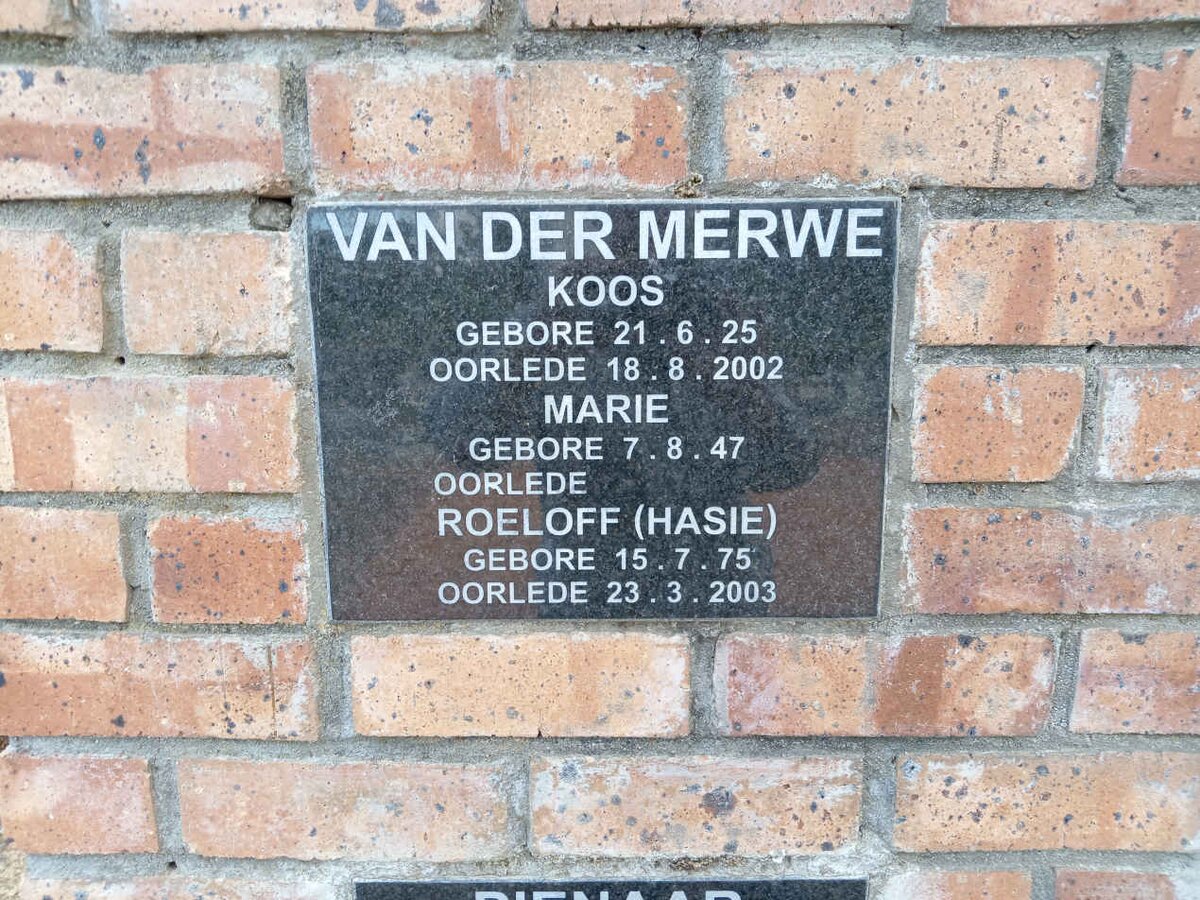 VAN DER MERWE
KOOS
GEBORE 21 . 6 . 25
OORLEDE 18 . 8 . 2002
MARIE
GEBORE 7 . 8 . 47
OORLEDE
ROELOFF (HASIE)
GEBORE 15 . 7 . 75
OORLEDE 23 . 3 . 2003
PIENAAR